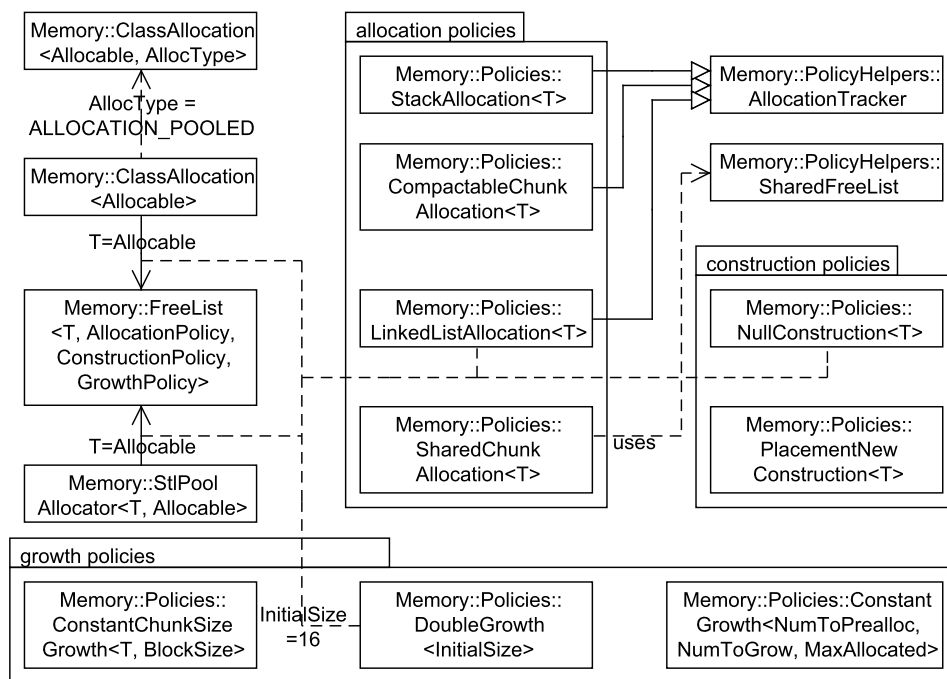 Memory::ClassAllocation
<Allocable, AllocType>
AllocType =
ALLOCATION_POOLED
Memory::ClassAllocation
<Allocable>
T=Allocable
Memory::FreeList
<T, AllocationPolicy,
ConstructionPolicy,
GrowthPolicy>
T=Allocable
Memory::StlPool
Allocator<T, Allocable>
allocation policies
Memory::Policies::
StackAllocation<T>
Memory::Policies::
CompactableChunk
Allocation<T>
Memory::Policies::
LinkedListAllocation<T>
Memory::Policies::
SharedChunk
Allocation<T>
uses
Memory::PolicyHelpers::
AllocationTracker
Memory::PolicyHelpers::
SharedFreeList
construction policies
Memory::Policies::
NullConstruction<T>
Memory::Policies::
PlacementNew
Construction<T>
growth policies
Memory::Policies::
ConstantChunkSize
Growth<T, BlockSize>
InitialSize
=16
Memory::Policies::
DoubleGrowth
<InitialSize>
Memory::Policies::Constant
Growth<NumToPrealloc,
NumToGrow, MaxAllocated>